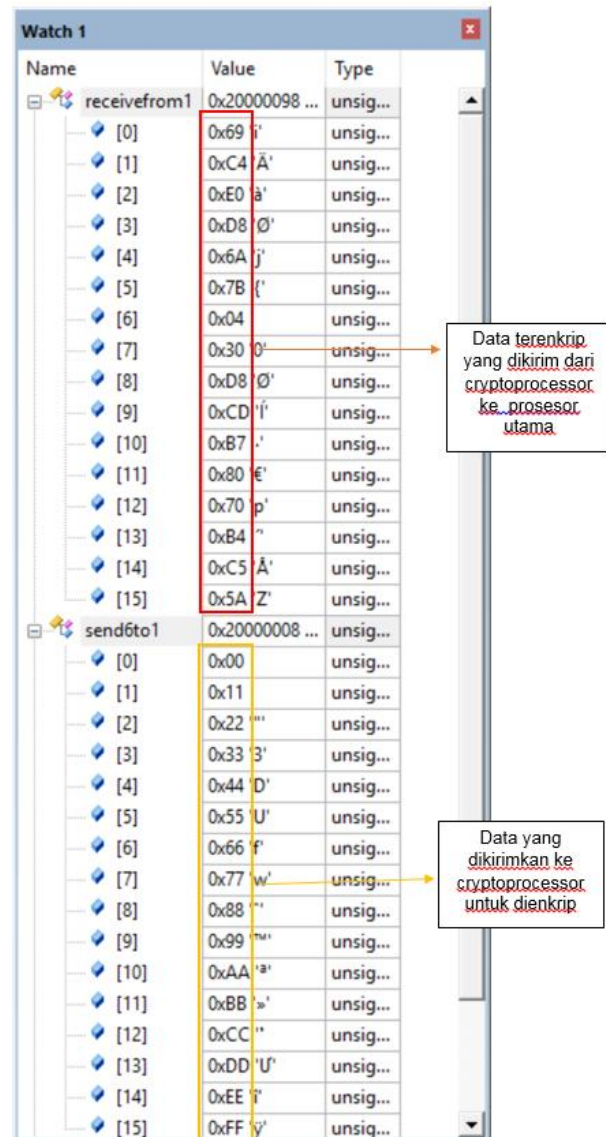 Watch 1
Name Value Type
receivefrom1 0x20000098 ... unsig...
[0] 0x69 'i' unsig...
[1] 0xC4 'Ä' unsig...
[2] 0xE0 'à' unsig...
[3] 0xD8 'Ø' unsig...
[4] 0x6A 'j' unsig...
[5] 0x7B '{' unsig...
[6] 0x04 unsig...
[7] 0x30 '0' unsig...
[8] 0xD8 'Ø' unsig...
[9] 0xCD 'Í' unsig...
[10] 0xB7 '·' unsig...
[11] 0x80 '€' unsig...
[12] 0x70 'p' unsig...
[13] 0xB4 '´' unsig...
[14] 0xC5 'Å' unsig...
[15] 0x5A 'Z' unsig...
send6to1 0x20000008 ... unsig...
[0] 0x00 unsig...
[1] 0x11 unsig...
[2] 0x22 '"' unsig...
[3] 0x33 '3' unsig...
[4] 0x44 'D' unsig...
[5] 0x55 'U' unsig...
[6] 0x66 'f' unsig...
[7] 0x77 'w' unsig...
[8] 0x88 'ˆ' unsig...
[9] 0x99 '™' unsig...
[10] 0xAA 'ª' unsig...
[11] 0xBB '»' unsig...
[12] 0xCC unsig...
[13] 0xDD 'Ư' unsig...
[14] 0xEE 'î' unsig...
[15] 0xFF 'ÿ' unsig...
Data terenkrip
yang dikirim dari
cryptoprocessor
ke prosesor
utama
Data yang
dikirimkan ke
cryptoprocessor
untuk dienkrip